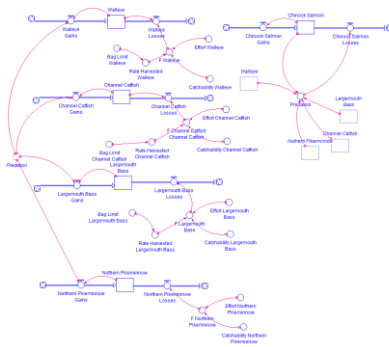 Walleye
Walleye
Gains
Walleye
Losses
Effort Walleye
F Walleye
Bag Limit
Walleye
Rate Harvested
Walleye
Catchability Walleye
Channel Catfish
Channel Catfish
Gains
Channel Catfish
Losses
Effort Channel Catfish
F Channel Catfish
Bag Limit
Channel Catfish
Rate Harvested
Channel Catfish
Catchability Channel Catfish
Predation
Largemouth
Bass
Largemouth Bass
Gains
Largemouth Bass
Losses
Bag Limit
Largemouth Bass
Effort Largemouth
Bass
F Largemouth
Bass
Rate Harvested
Largemouth Bass
Catchability Largemouth
Bass
Northern Pikeminnow
Northern Pikeminnow
Gains
Northern Pikeminnow
Losses
Effort Northern
Pikeminnow
F Northern
Pikeminnow
Catchability Northern
Pikeminnow
Chinook Salmon
Chinook Salmon
Gains
Chinook Salmon
Losses
Walleye
Predation
Largemouth
Bass
Channel Catfish
Northern Pikeminnow